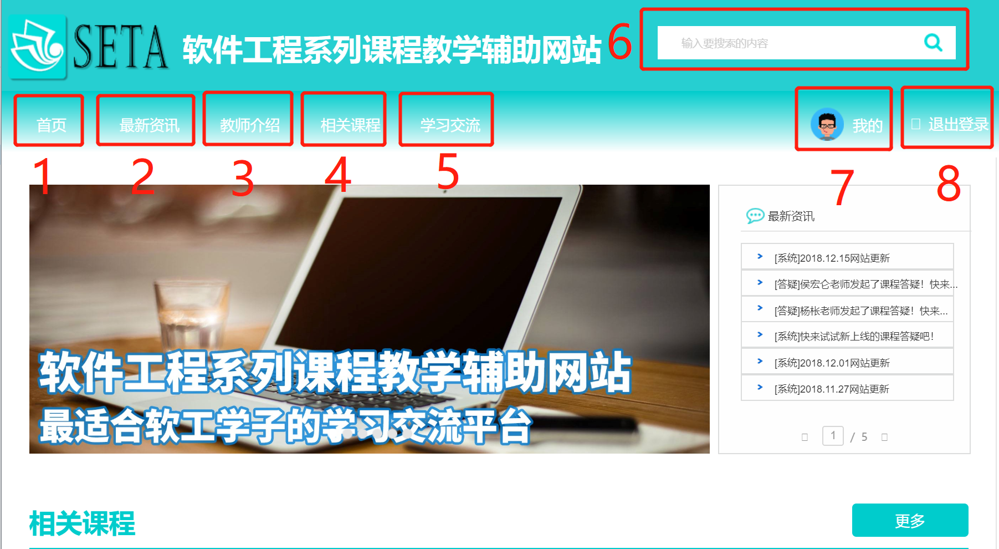 SETA 软件工程系列课程教学辅助网站
6
输入要搜索的内容
首页
最新资讯
教师介绍
相关课程
学习交流
我的
退出登录
1
2
3
4
5
7
8
软件工程系列课程教学辅助网站
最适合软工学子的学习交流平台
最新资讯
[系统]2018.12.15网站更新
[答疑]侯宏仑老师发起了课程答疑！快来...
[答疑]杨枨老师发起了课程答疑！快来...
[系统]快来试试新上线的课程答疑吧！
[系统]2018.12.01网站更新
[系统]2018.11.27网站更新
1 / 5
相关课程
更多